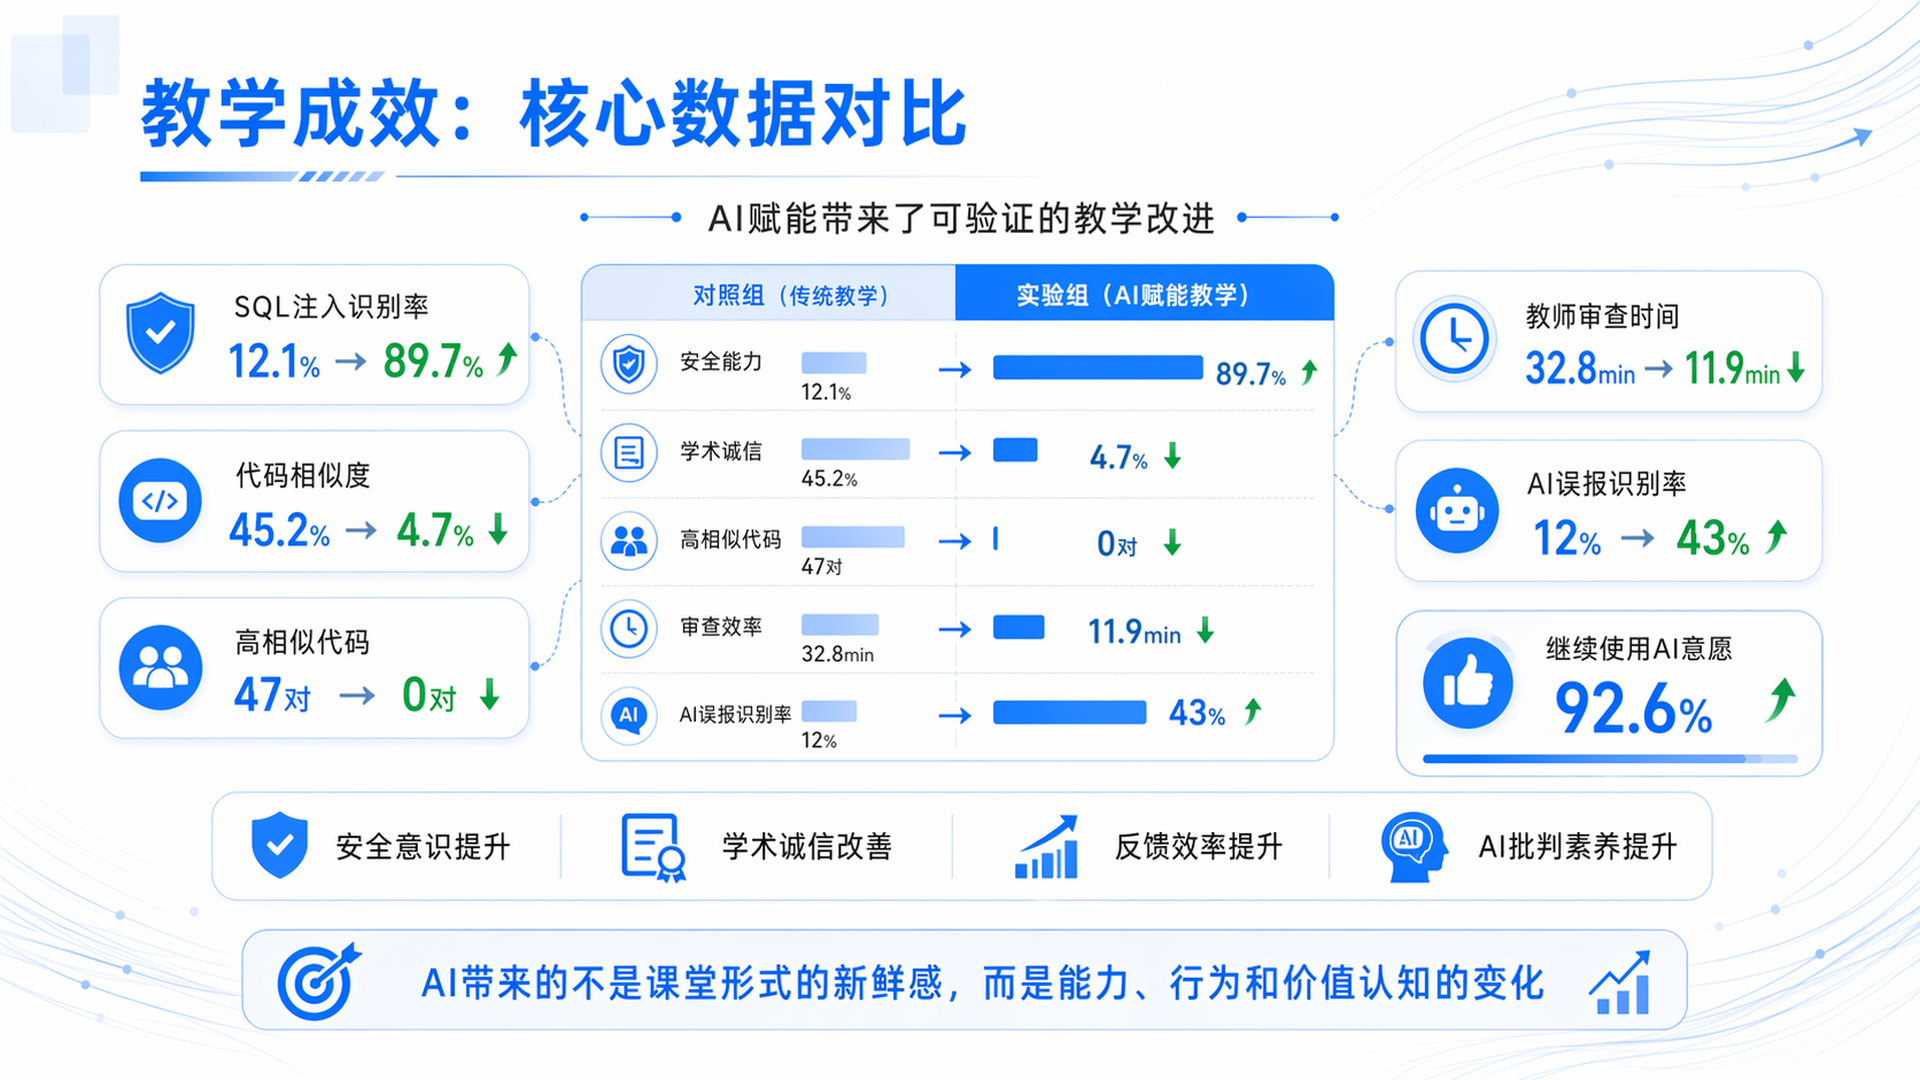 教学成效：核心数据对比
AI赋能带来了可验证的教学改进
SQL注入识别率
12.1% → 89.7%
代码相似度
45.2% → 4.7%
高相似代码
47对 → 0对
对照组（传统教学）
实验组（AI赋能教学）
安全能力
12.1%
→
89.7%
学术诚信
45.2%
→
4.7%
高相似代码
47对
→
0对
审查效率
32.8min
→
11.9min
AI
AI误报识别率
12%
→
43%
教师审查时间
32.8min → 11.9min
AI误报识别率
12% → 43%
继续使用AI意愿
92.6%
安全意识提升
学术诚信改善
反馈效率提升
AI
AI批判素养提升
AI带来的不是课堂形式的新鲜感，而是能力、行为和价值认知的变化